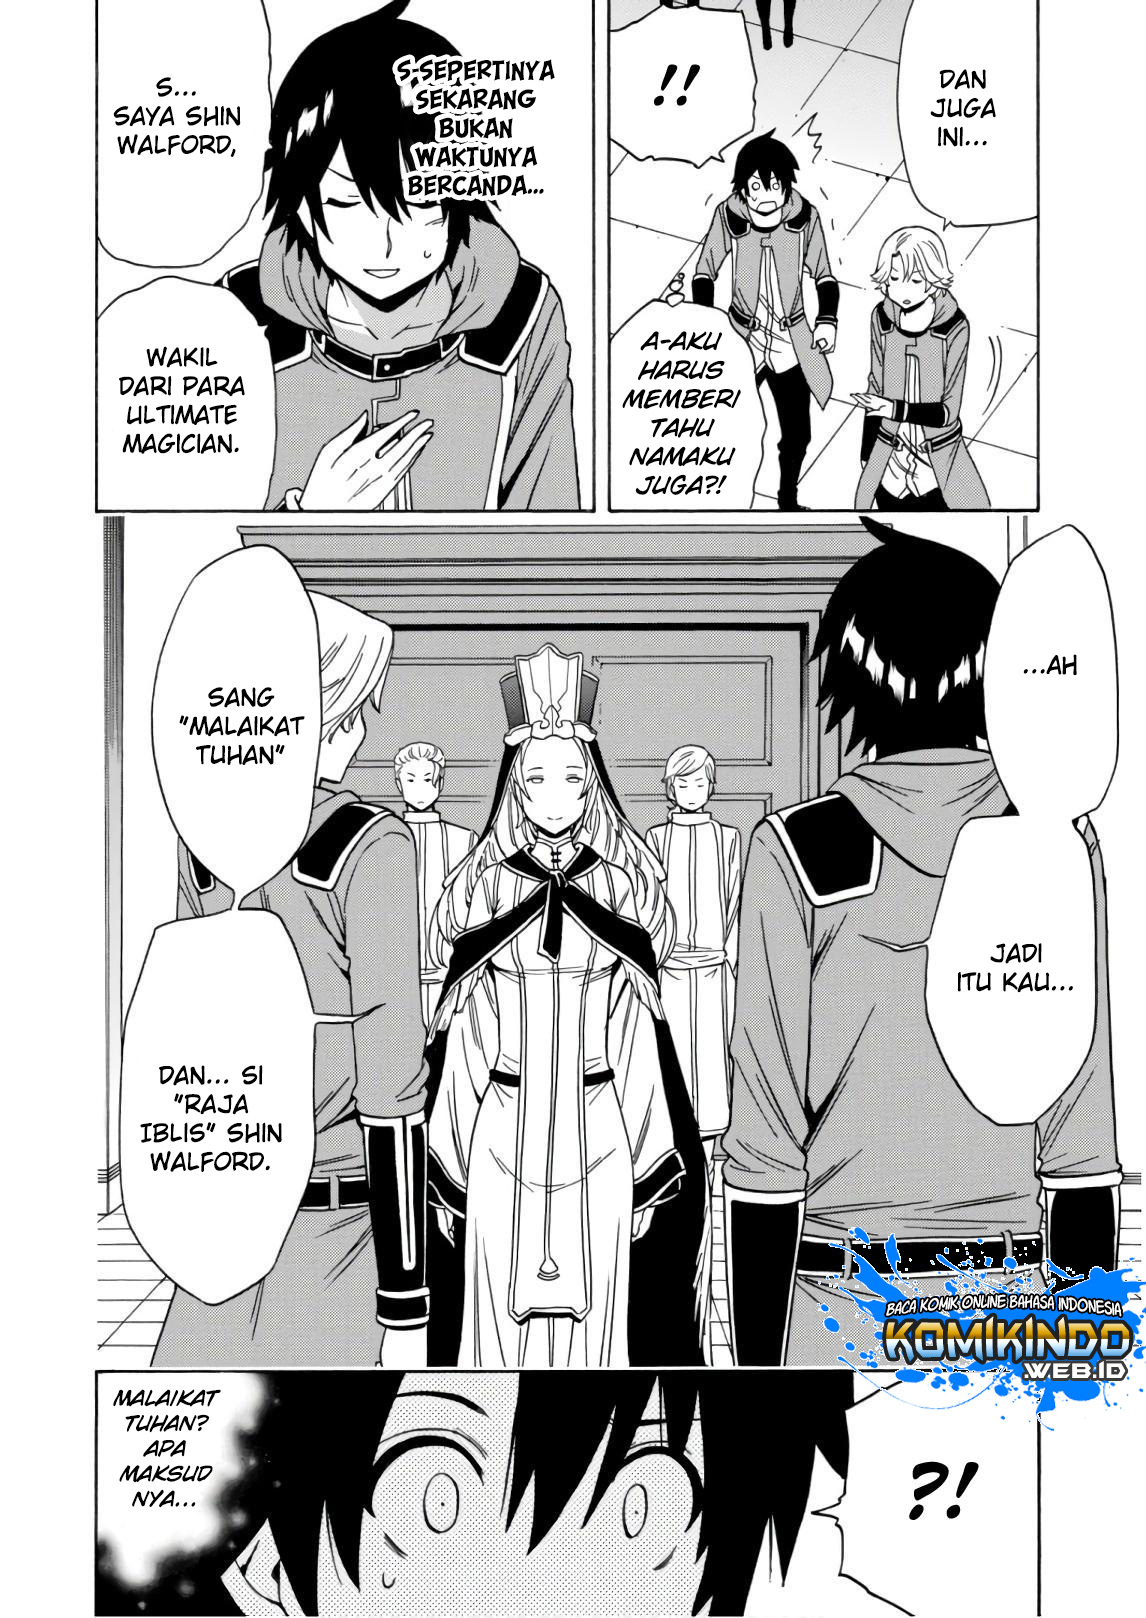 DAN
JUGA
INI...
!!
A-AKU
HARUS
MEMBERI
TAHU
NAMAKU
JUGA?!
S-SEPERTINYA
SEKARANG
BUKAN
WAKTUNYA
BERCANDA...
S...
SAYA SHIN
WALFORD,
WAKIL
DARI PARA
ULTIMATE
MAGICIAN.
...AH
JADI
ITU KAU...
SANG
"MALAIKAT
TUHAN"
DAN... SI
"RAJA
IBLIS" SHIN
WALFORD.
BACA KOMIK ONLINE BAHASA INDONESIA
KOMIKINDO
WEB.ID
?!
MALAIKAT
TUHAN?
APA
MAKSUD
NYA...